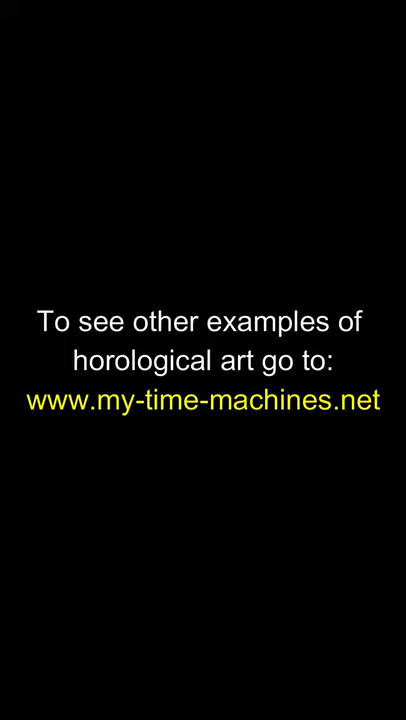 To see other examples of
horological art go to:
www.my-time-machines.net